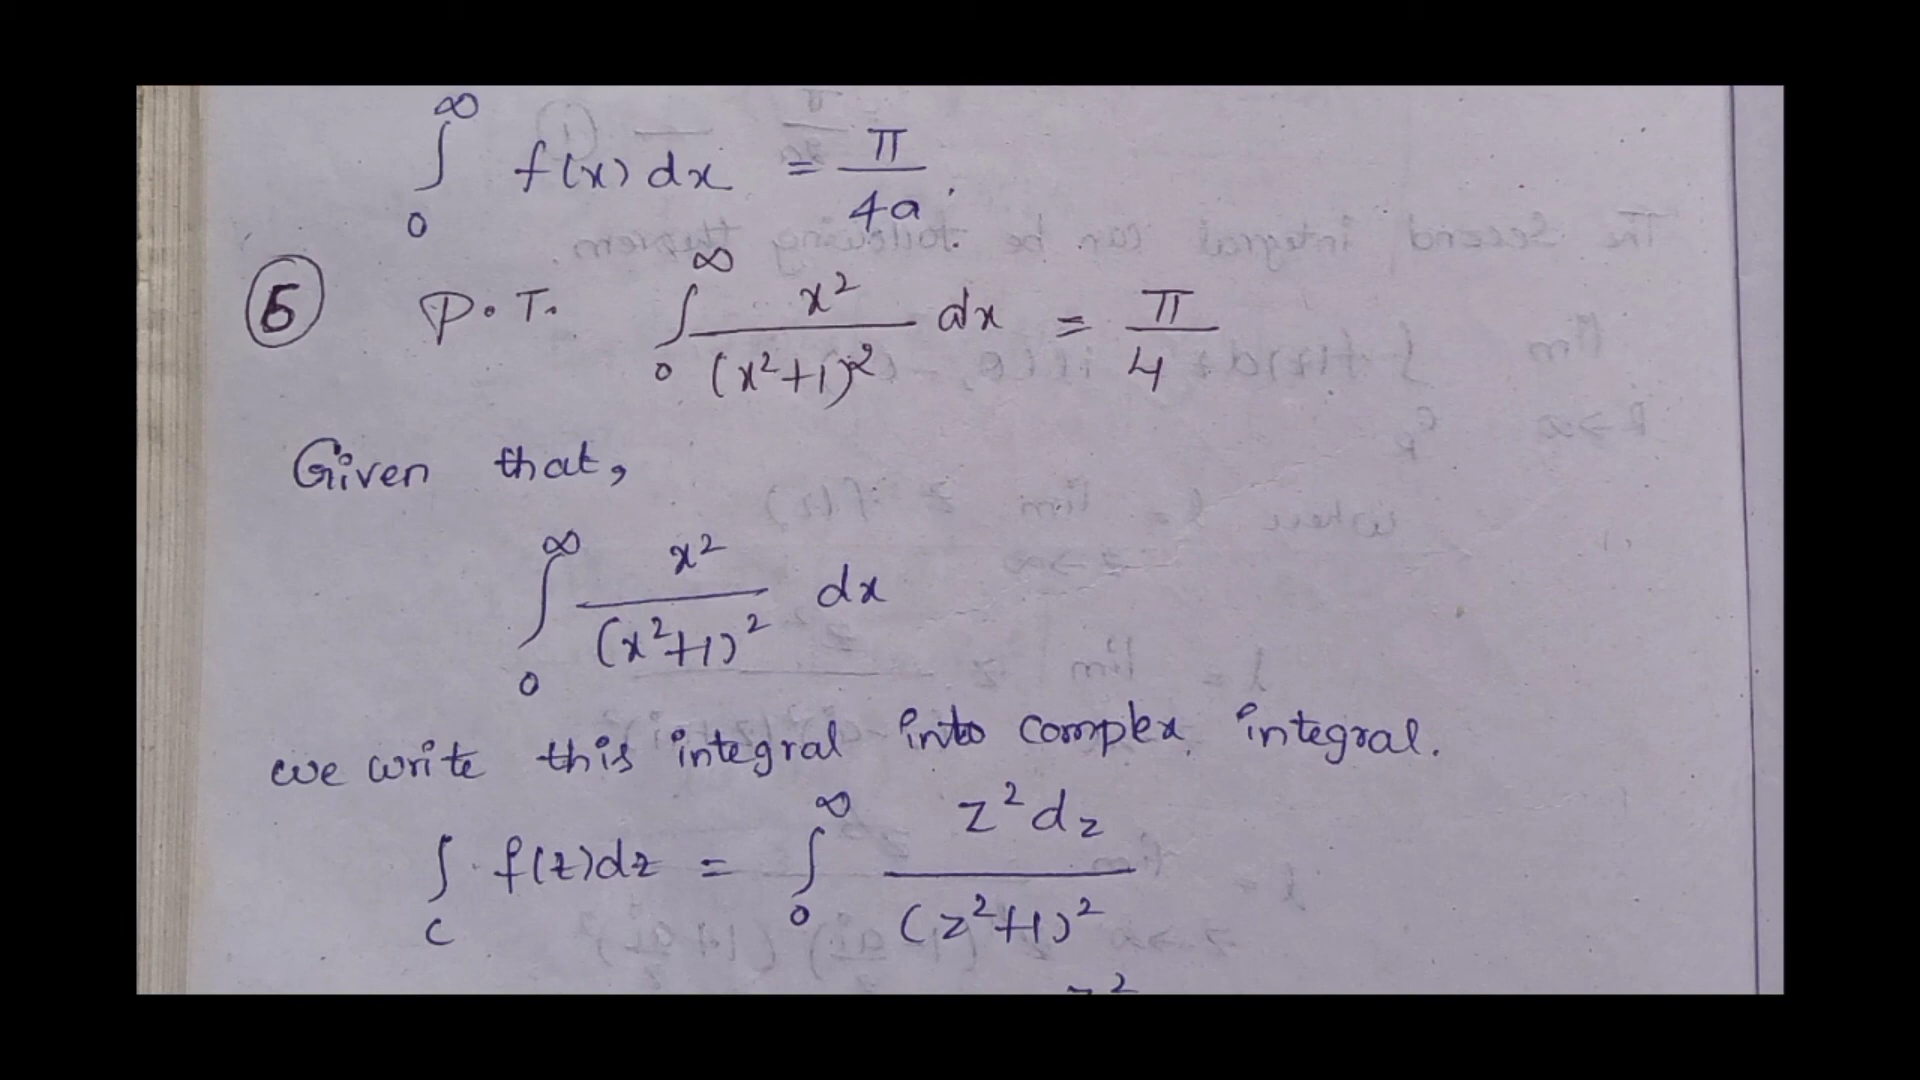 ∫₀^∞ f(x) dx = π/4a.
⑤ P.T. ∫₀^∞ x²/(x²+1)² dx = π/4
Given that,
∫₀^∞ x²/(x²+1)² dx
we write this integral into complex integral.
∫_C f(z)dz = ∫₀^∞ z²dz/(z²+1)²